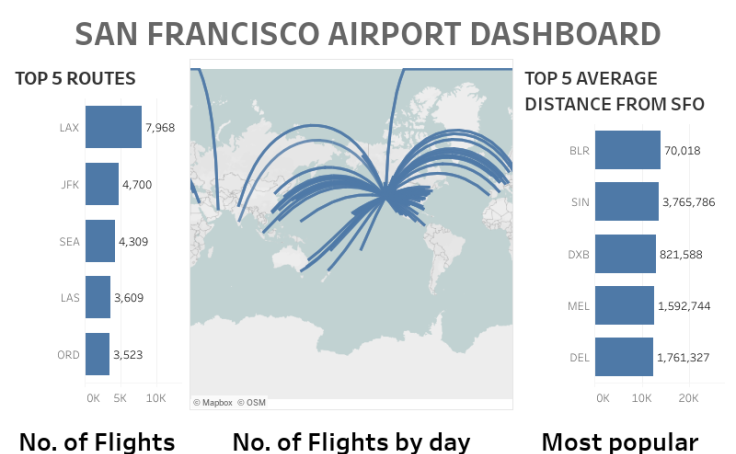 SAN FRANCISCO AIRPORT DASHBOARD
TOP 5 ROUTES
LAX 7,968
JFK 4,700
SEA 4,309
LAS 3,609
ORD 3,523
0K 5K 10K
© Mapbox © OSM
TOP 5 AVERAGE
DISTANCE FROM SFO
BLR 70,018
SIN 3,765,786
DXB 821,588
MEL 1,592,744
DEL 1,761,327
0K 10K 20K
No. of Flights
No. of Flights by day
Most popular